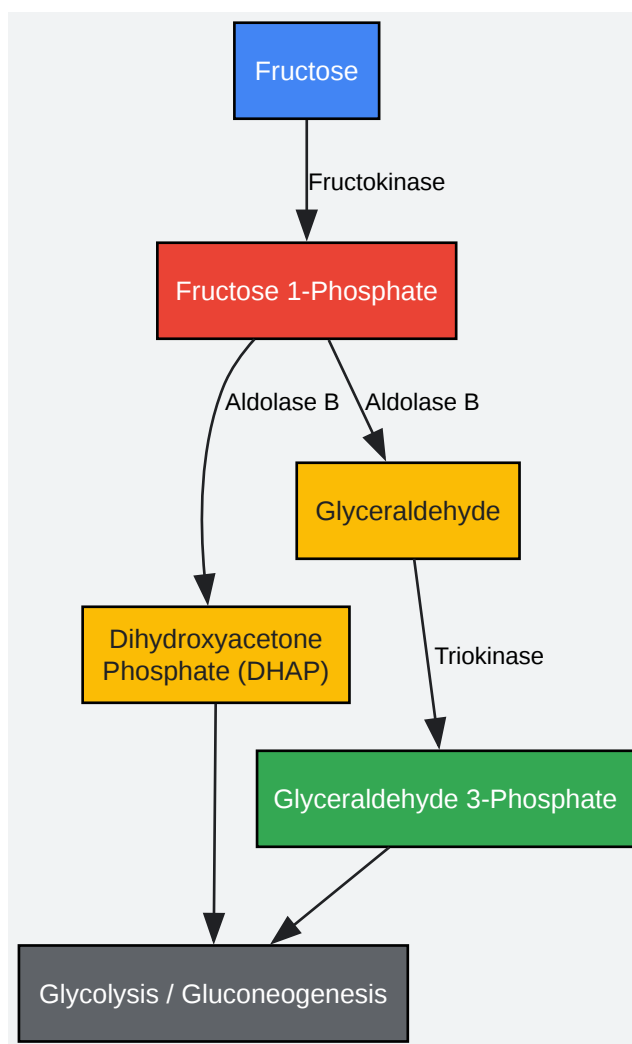 Fructose
Fructokinase
Fructose 1-Phosphate
Aldolase B
Aldolase B
Glyceraldehyde
Dihydroxyacetone
Phosphate (DHAP)
Triokinase
Glyceraldehyde 3-Phosphate
Glycolysis / Gluconeogenesis